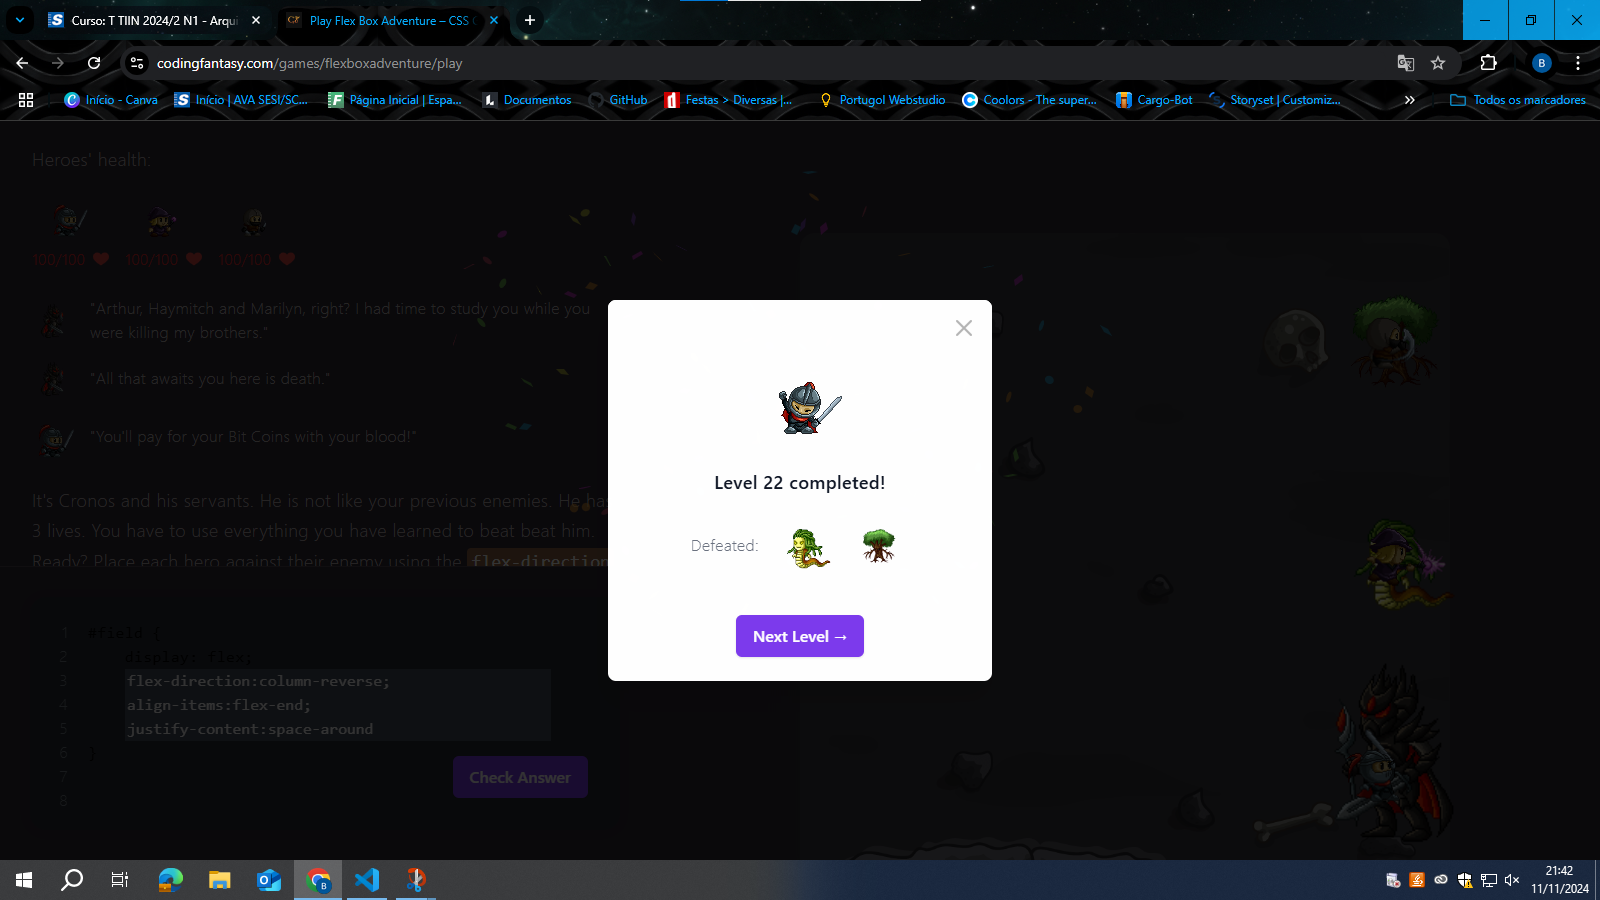 Curso: T TIIN 2024/2 N1 - Arqui
Play Flex Box Adventure – CSS
codingfantasy.com/games/flexboxadventure/play
B
Início - Canva
Início | AVA SESI/SC...
Página Inicial | Espa...
Documentos
GitHub
Festas > Diversas |...
Portugol Webstudio
Coolors - The super...
Cargo-Bot
Storyset | Customiz...
Todos os marcadores
Heroes' health:
100/100 100/100 100/100
"Arthur, Haymitch and Marilyn, right? I had time to study you while you
were killing my brothers."
"All that awaits you here is death."
"You'll pay for your Bit Coins with your blood!"
It's Cronos and his servants. He is not like your previous enemies. He has
3 lives. You have to use everything you have learned to beat beat him.
Ready? Place each hero against their enemy using the flex-direction
1 #field {
2 display: flex;
3 flex-direction:column-reverse;
4 align-items:flex-end;
5 justify-content:space-around
6 }
7
8
Check Answer
Level 22 completed!
Defeated:
Next Level →
21:42
11/11/2024